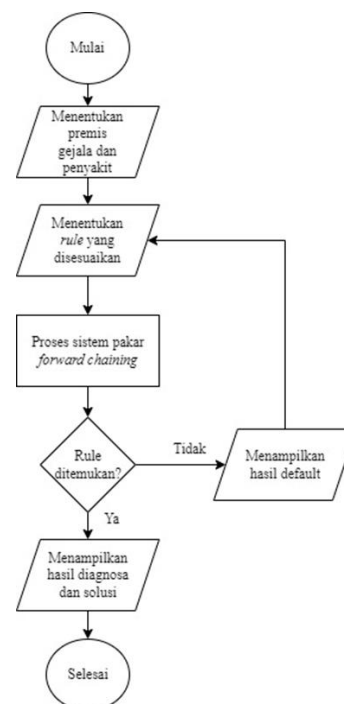 Mulai
Menentukan
premis
gejala dan
penyakit
Menentukan
rule yang
disesuaikan
Proses sistem pakar
forward chaining
Rule
ditemukan?
Tidak
Menampilkan
hasil default
Ya
Menampilkan
hasil diagnosa
dan solusi
Selesai